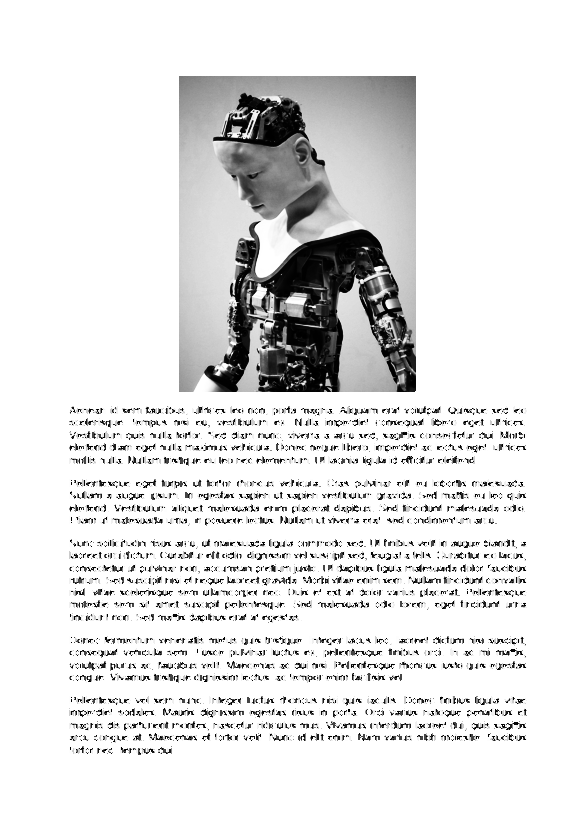 Aenean id sem faucibus, ultrices leo non, porta magna. Aliquam erat volutpat. Quisque sed ex
scelerisque, tempus nisi eu, vestibulum ex. Nulla imperdiet consequat libero eget ultrices.
Vestibulum quis nulla tortor. Sed diam nunc, viverra a arcu sed, sagittis consectetur dui. Morbi
eleifend diam eget nulla maximus vehicula. Donec neque libero, imperdiet ac lectus eget, ultrices
mollis nulla. Nullam tristique eu leo nec elementum. Ut lacinia ligula id efficitur eleifend.
Pellentesque eget turpis ut tortor rhoncus vehicula. Cras pulvinar elit eu lobortis malesuada.
Nullam a augue ipsum. In egestas sapien ut sapien vestibulum gravida. Sed mattis eu leo quis
eleifend. Vestibulum aliquet malesuada enim placerat dapibus. Sed tincidunt malesuada odio.
Etiam ut malesuada urna, in posuere lectus. Nullam ut viverra erat, sed condimentum arcu.
Nunc sollicitudin risus arcu, ut malesuada ligula commodo sed. Ut finibus velit in augue blandit, a
laoreet orci dictum. Curabitur efficitur dignissim vel suscipit sed, feugiat a felis. Curabitur ex lacus,
consectetur ut pulvinar non, accumsan pretium justo. Ut dapibus ligula malesuada dolor faucibus
rutrum. Sed suscipit nisi et neque laoreet gravida. Morbi vitae enim sem. Nullam tincidunt convallis
nisl, vitae scelerisque sem ullamcorper nec. Duis et est at dolor varius placerat. Pellentesque
molestie sem sit amet suscipit pellentesque. Sed malesuada odio lorem, eget tincidunt urna
tincidunt non. Sed mattis dapibus erat at egestas.
Donec fermentum venenatis metus quis tristique. Integer lacus leo, laoreet dictum nisi suscipit,
consequat vehicula sem. Fusce pulvinar luctus ex, pellentesque finibus orci. In ac mi mattis,
volutpat purus ac, faucibus velit. Maecenas ac dui nisl. Pellentesque rhoncus justo quis egestas
congue. Vivamus tristique dignissim lectus, ac tempor enim facilisis vel.
Pellentesque vel sem nunc. Integer luctus rhoncus nisi quis iaculis. Donec finibus ligula vitae
imperdiet sodales. Mauris dignissim egestas risus in porta. Orci varius natoque penatibus et
magnis dis parturient montes, nascetur ridiculus mus. Vivamus interdum laoreet dui, quis sagittis
arcu congue at. Maecenas et tortor velit. Nunc id elit enim. Nam varius nibh molestie, faucibus
tortor nec, tempus dui.